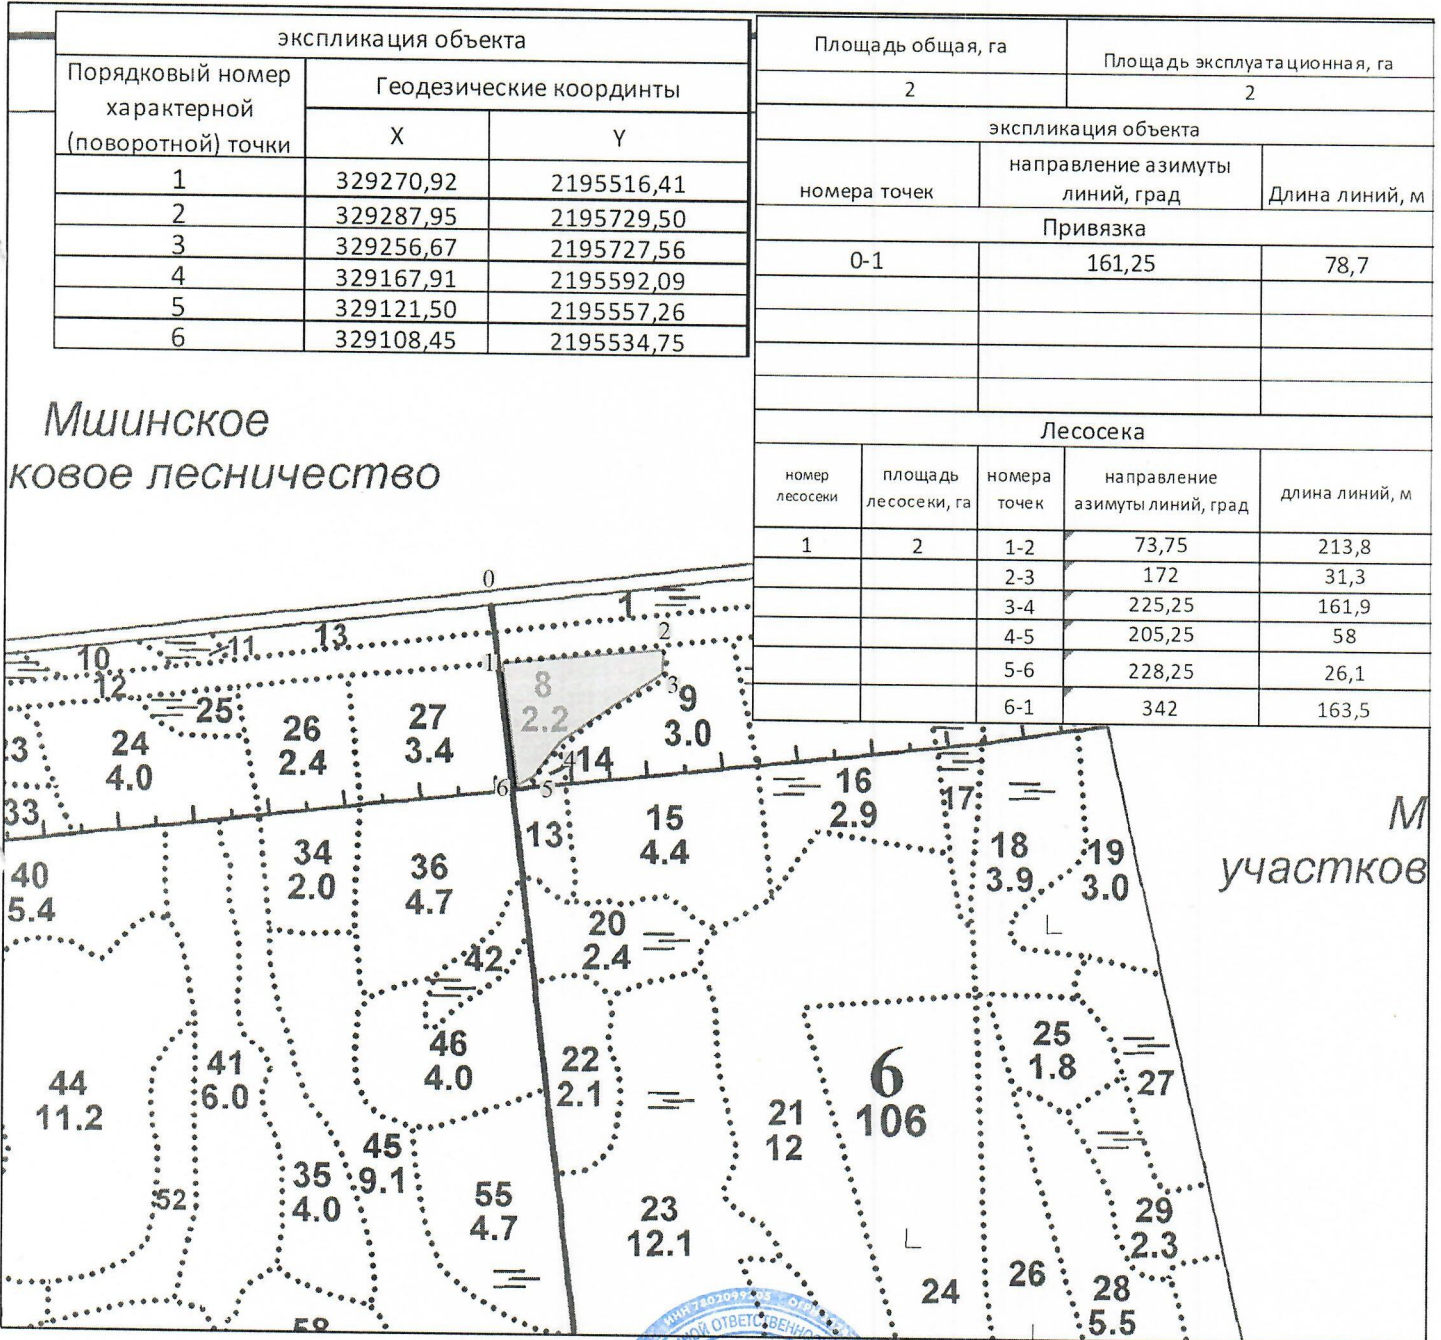 экспликация объекта
Порядковый номер характерной (поворотной) точки
Геодезические координты
X Y
1 329270,92 2195516,41
2 329287,95 2195729,50
3 329256,67 2195727,56
4 329167,91 2195592,09
5 329121,50 2195557,26
6 329108,45 2195534,75
Площадь общая, га Площадь эксплуатационная, га
2 2
экспликация объекта
номера точек направление азимуты линий, град Длина линий, м
Привязка
0-1 161,25 78,7
Лесосека
номер лесосеки площадь лесосеки, га номера точек направление азимуты линий, град длина линий, м
1 2 1-2 73,75 213,8
2-3 172 31,3
3-4 225,25 161,9
4-5 205,25 58
5-6 228,25 26,1
6-1 342 163,5
Мшинское
ковое лесничество
0
1
2
10 11 13
12
1
8
2.2
3
9
3.0
25
26
2.4
27
3.4
23
24
4.0
33
4
14
6
5
13
15
4.4
16
2.9
17
18
3.9
19
3.0
М
участков
34
2.0
36
4.7
40
5.4
20
2.4
42
46
4.0
22
2.1
6
106
25
1.8
27
41
6.0
44
11.2
21
12
45
9.1
35
4.0
52
55
4.7
23
12.1
29
2.3
24
26
28
5.5
58
ИНН 7802099
ОТВЕТСТВЕННО